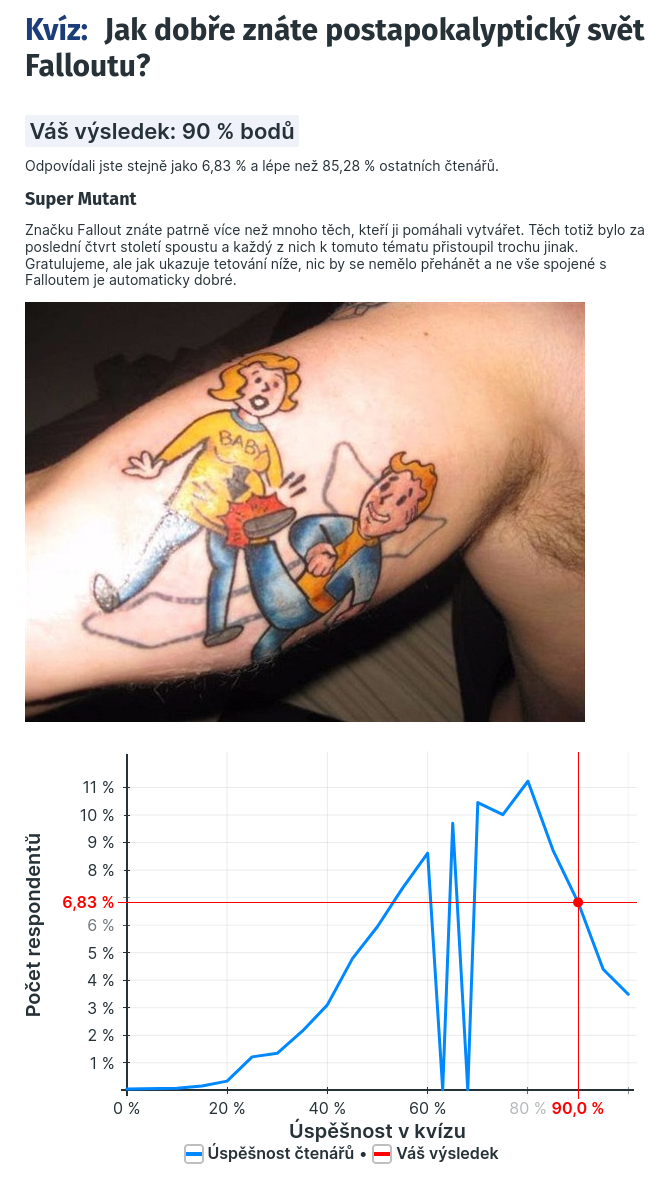 Kvíz: Jak dobře znáte postapokalyptický svět
Falloutu?
Váš výsledek: 90 % bodů
Odpovídali jste stejně jako 6,83 % a lépe než 85,28 % ostatních čtenářů.
Super Mutant
Značku Fallout znáte patrně více než mnoho těch, kteří ji pomáhali vytvářet. Těch totiž bylo za
poslední čtvrt století spoustu a každý z nich k tomuto tématu přistoupil trochu jinak.
Gratulujeme, ale jak ukazuje tetování níže, nic by se nemělo přehánět a ne vše spojené s
Falloutem je automaticky dobré.
BABY
11 %
10 %
9 %
8 %
6,83 %
6 %
5 %
4 %
3 %
2 %
1 %
Počet respondentů
0 % 20 % 40 % 60 % 80 % 90,0 %
Úspěšnost v kvízu
Úspěšnost čtenářů • Váš výsledek